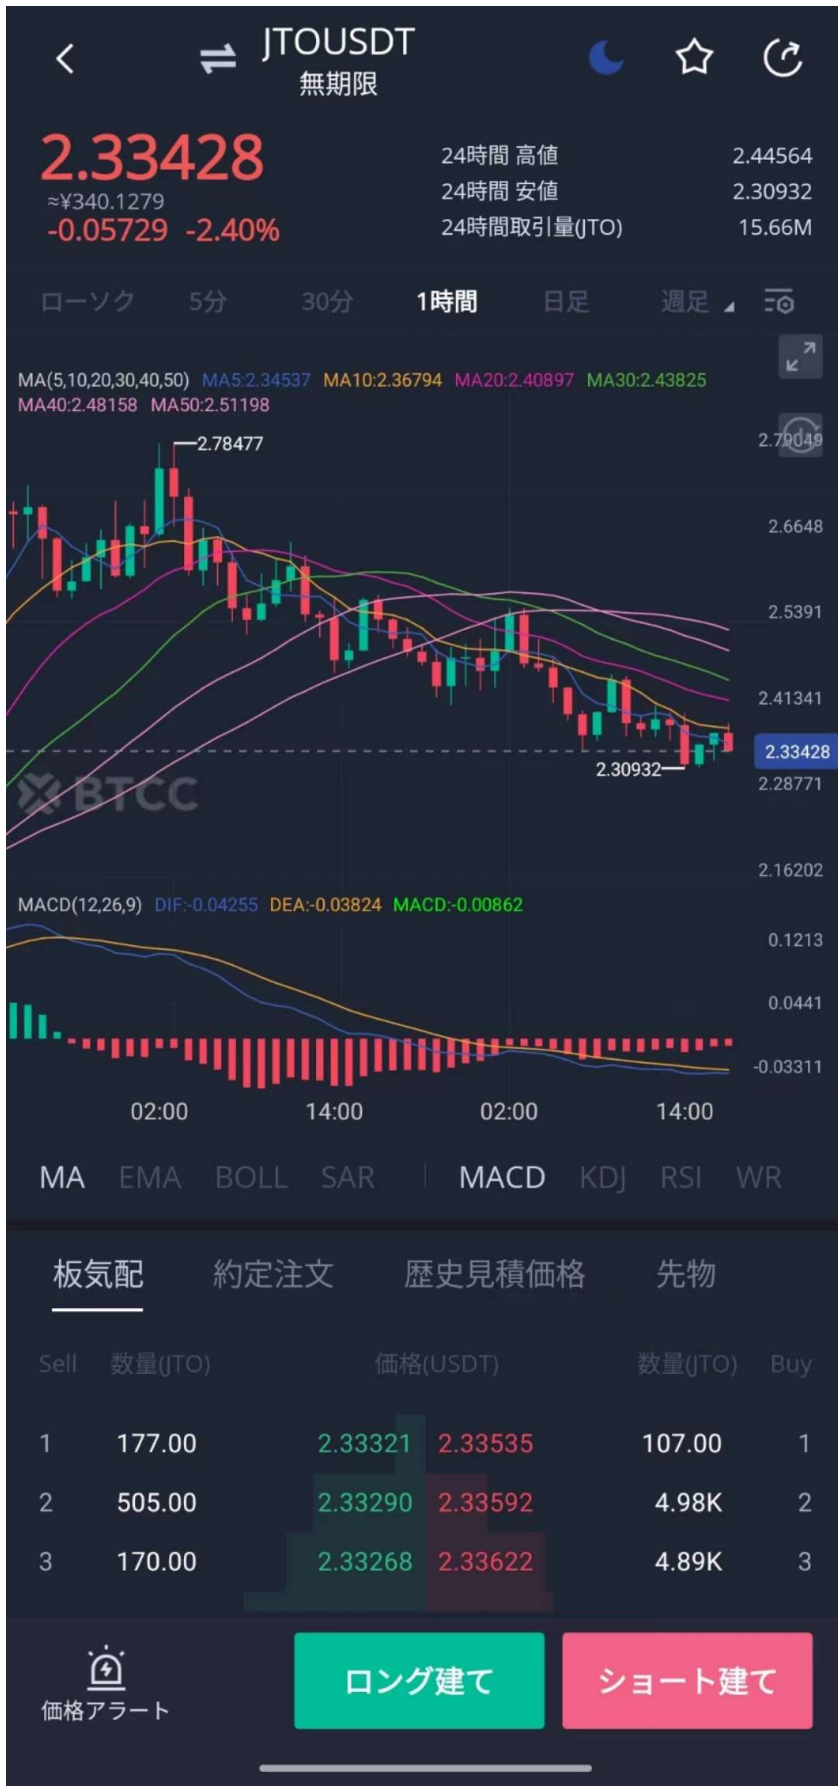 JTOUSDT
無期限
2.33428
≈¥340.1279
-0.05729 -2.40%
24時間 高値 2.44564
24時間 安値 2.30932
24時間取引量(JTO) 15.66M
ローソク 5分 30分 1時間 日足 週足
MA(5,10,20,30,40,50) MA5:2.34537 MA10:2.36794 MA20:2.40897 MA30:2.43825
MA40:2.48158 MA50:2.51198
2.78477
2.79049
2.6648
2.5391
2.41341
2.33428
2.30932
2.28771
BTCC
2.16202
MACD(12,26,9) DIF:-0.04255 DEA:-0.03824 MACD:-0.00862
0.1213
0.0441
-0.03311
02:00 14:00 02:00 14:00
MA EMA BOLL SAR MACD KDJ RSI WR
板気配 約定注文 歴史見積価格 先物
Sell 数量(JTO) 価格(USDT) 数量(JTO) Buy
1 177.00 2.33321 2.33535 107.00 1
2 505.00 2.33290 2.33592 4.98K 2
3 170.00 2.33268 2.33622 4.89K 3
価格アラート
ロング建て
ショート建て